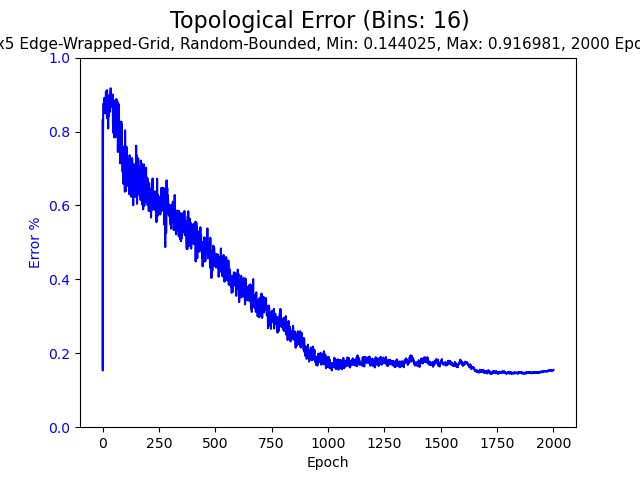 Topological Error (Bins: 16)
x5 Edge-Wrapped-Grid, Random-Bounded, Min: 0.144025, Max: 0.916981, 2000 Epo
1.0
0.8
0.6
0.4
0.2
0.0
Error %
0 250 500 750 1000 1250 1500 1750 2000
Epoch